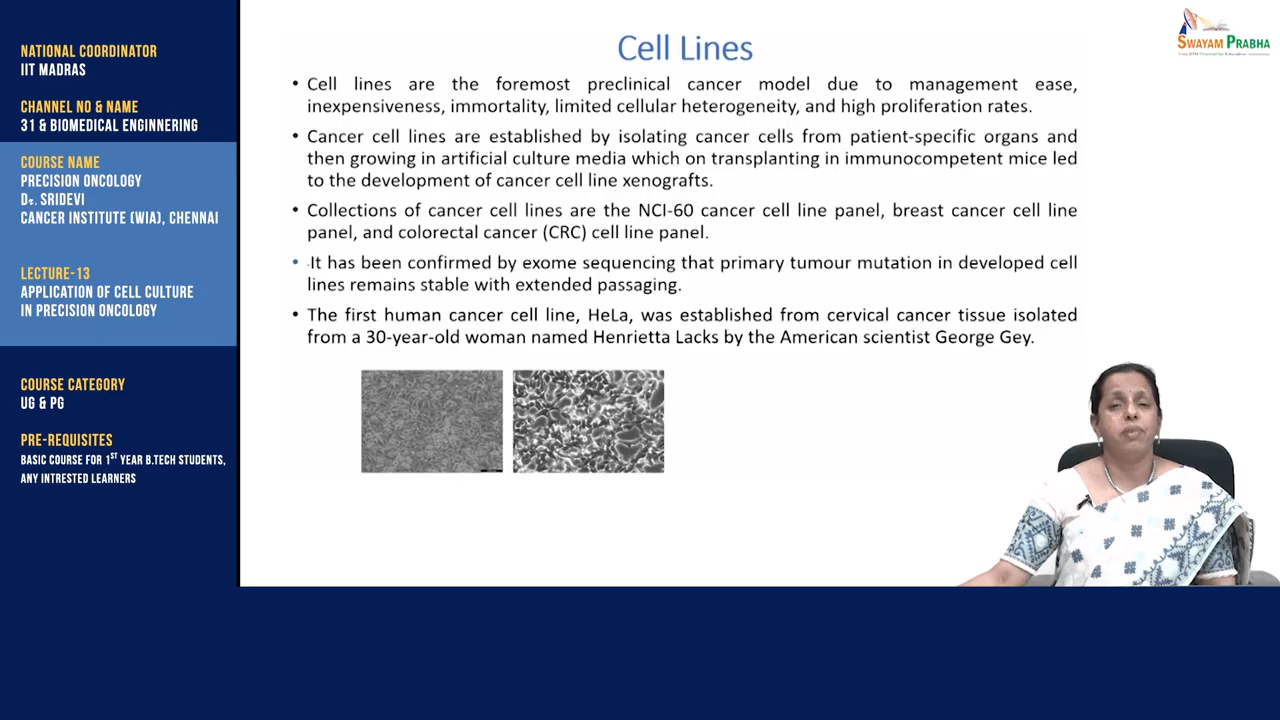 NATIONAL COORDINATOR
IIT MADRAS
CHANNEL NO & NAME
31 & BIOMEDICAL ENGINNERING
COURSE NAME
PRECISION ONCOLOGY
DR. SRIDEVI
CANCER INSTITUTE (WIA), CHENNAI
LECTURE-13
APPLICATION OF CELL CULTURE
IN PRECISION ONCOLOGY
COURSE CATEGORY
UG & PG
PRE-REQUISITES
BASIC COURSE FOR 1ST YEAR B.TECH STUDENTS,
ANY INTRESTED LEARNERS
Cell Lines
• Cell lines are the foremost preclinical cancer model due to management ease,
inexpensiveness, immortality, limited cellular heterogeneity, and high proliferation rates.
• Cancer cell lines are established by isolating cancer cells from patient-specific organs and
then growing in artificial culture media which on transplanting in immunocompetent mice led
to the development of cancer cell line xenografts.
• Collections of cancer cell lines are the NCI-60 cancer cell line panel, breast cancer cell line
panel, and colorectal cancer (CRC) cell line panel.
• It has been confirmed by exome sequencing that primary tumour mutation in developed cell
lines remains stable with extended passaging.
• The first human cancer cell line, HeLa, was established from cervical cancer tissue isolated
from a 30-year-old woman named Henrietta Lacks by the American scientist George Gey.
SWAYAM PRABHA